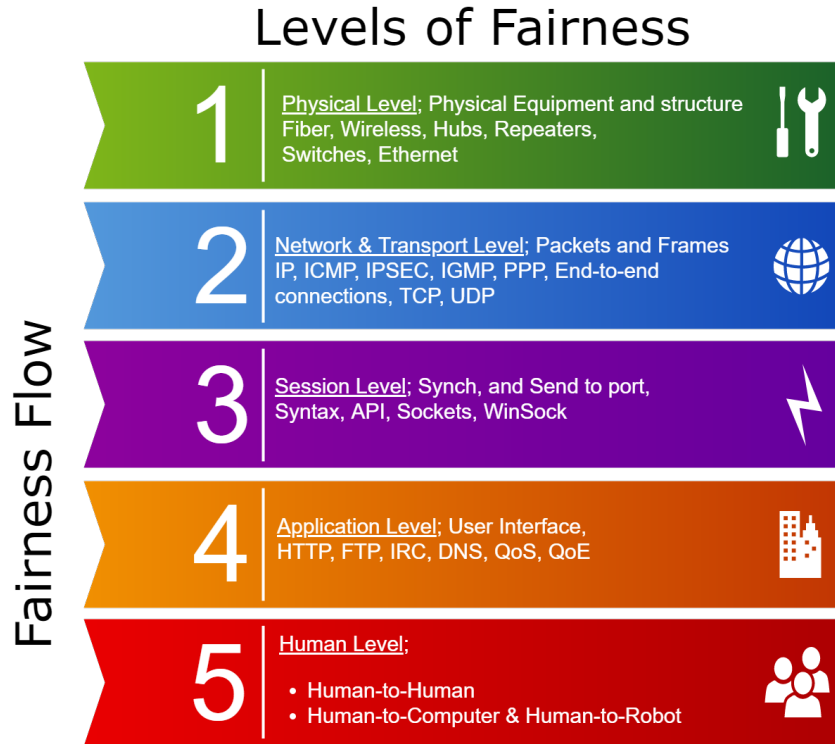 Levels of Fairness
Fairness Flow
1
Physical Level; Physical Equipment and structure
Fiber, Wireless, Hubs, Repeaters,
Switches, Ethernet
2
Network & Transport Level; Packets and Frames
IP, ICMP, IPSEC, IGMP, PPP, End-to-end
connections, TCP, UDP
3
Session Level; Synch, and Send to port,
Syntax, API, Sockets, WinSock
4
Application Level; User Interface,
HTTP, FTP, IRC, DNS, QoS, QoE
5
Human Level;
• Human-to-Human
• Human-to-Computer & Human-to-Robot